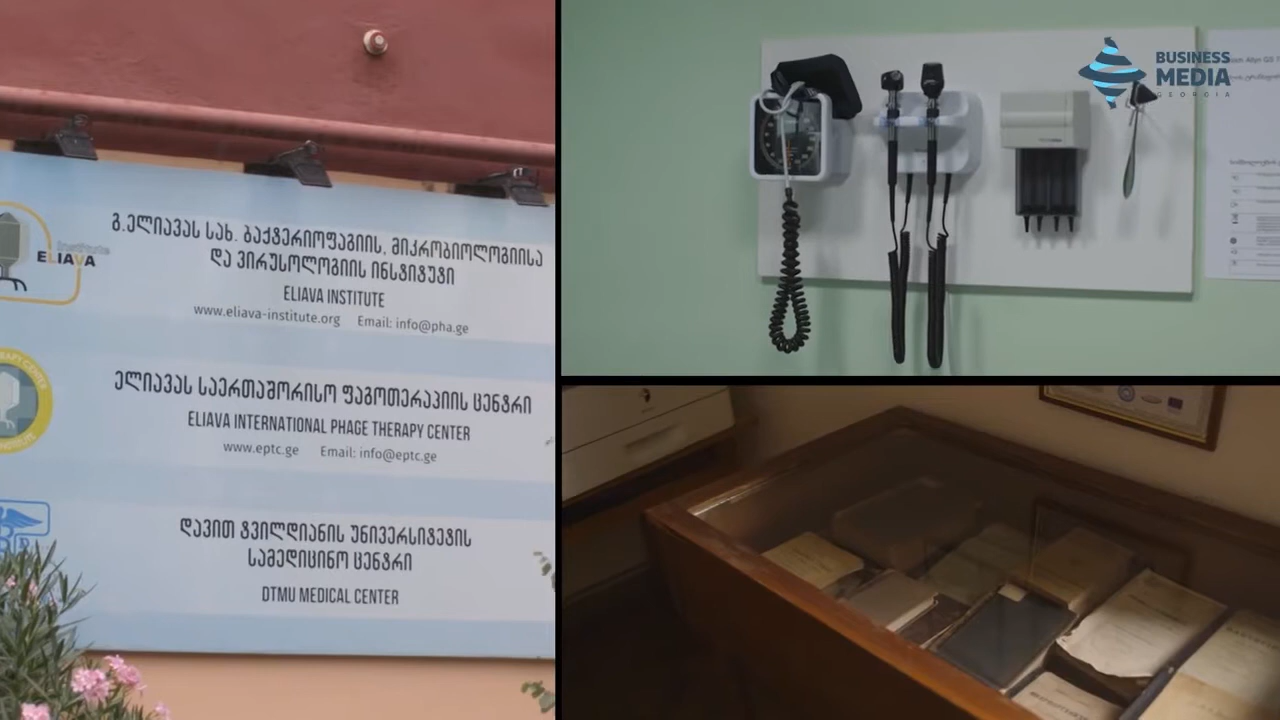 გ.ელიავას სახ. ბაქტერიოფაგიის, მიკრობიოლოგიისა
და ვირუსოლოგიის ინსტიტუტი
ELIAVA INSTITUTE
www.eliava-institute.org Email: info@pha.ge
Institute
ELIAVA
ელიავას საერთაშორისო ფაგოთერაპიის ცენტრი
ELIAVA INTERNATIONAL PHAGE THERAPY CENTER
www.eptc.ge Email: info@eptc.ge
დავით ტვილდიანის უნივერსიტეტის
სამედიცინო ცენტრი
DTMU MEDICAL CENTER
BUSINESS
MEDIA
GEORGIA